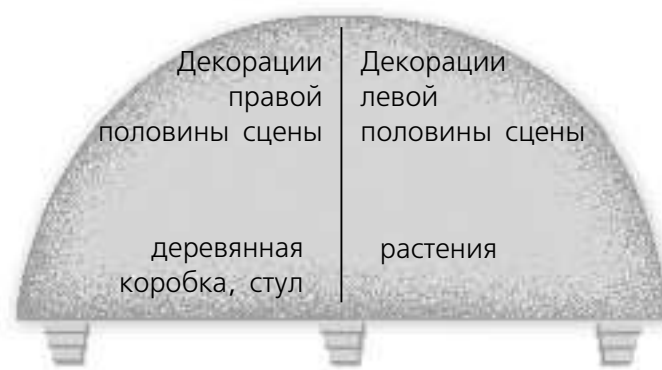 Декорации
правой
половины сцены
Декорации
левой
половины сцены
деревянная
коробка, стул
растения